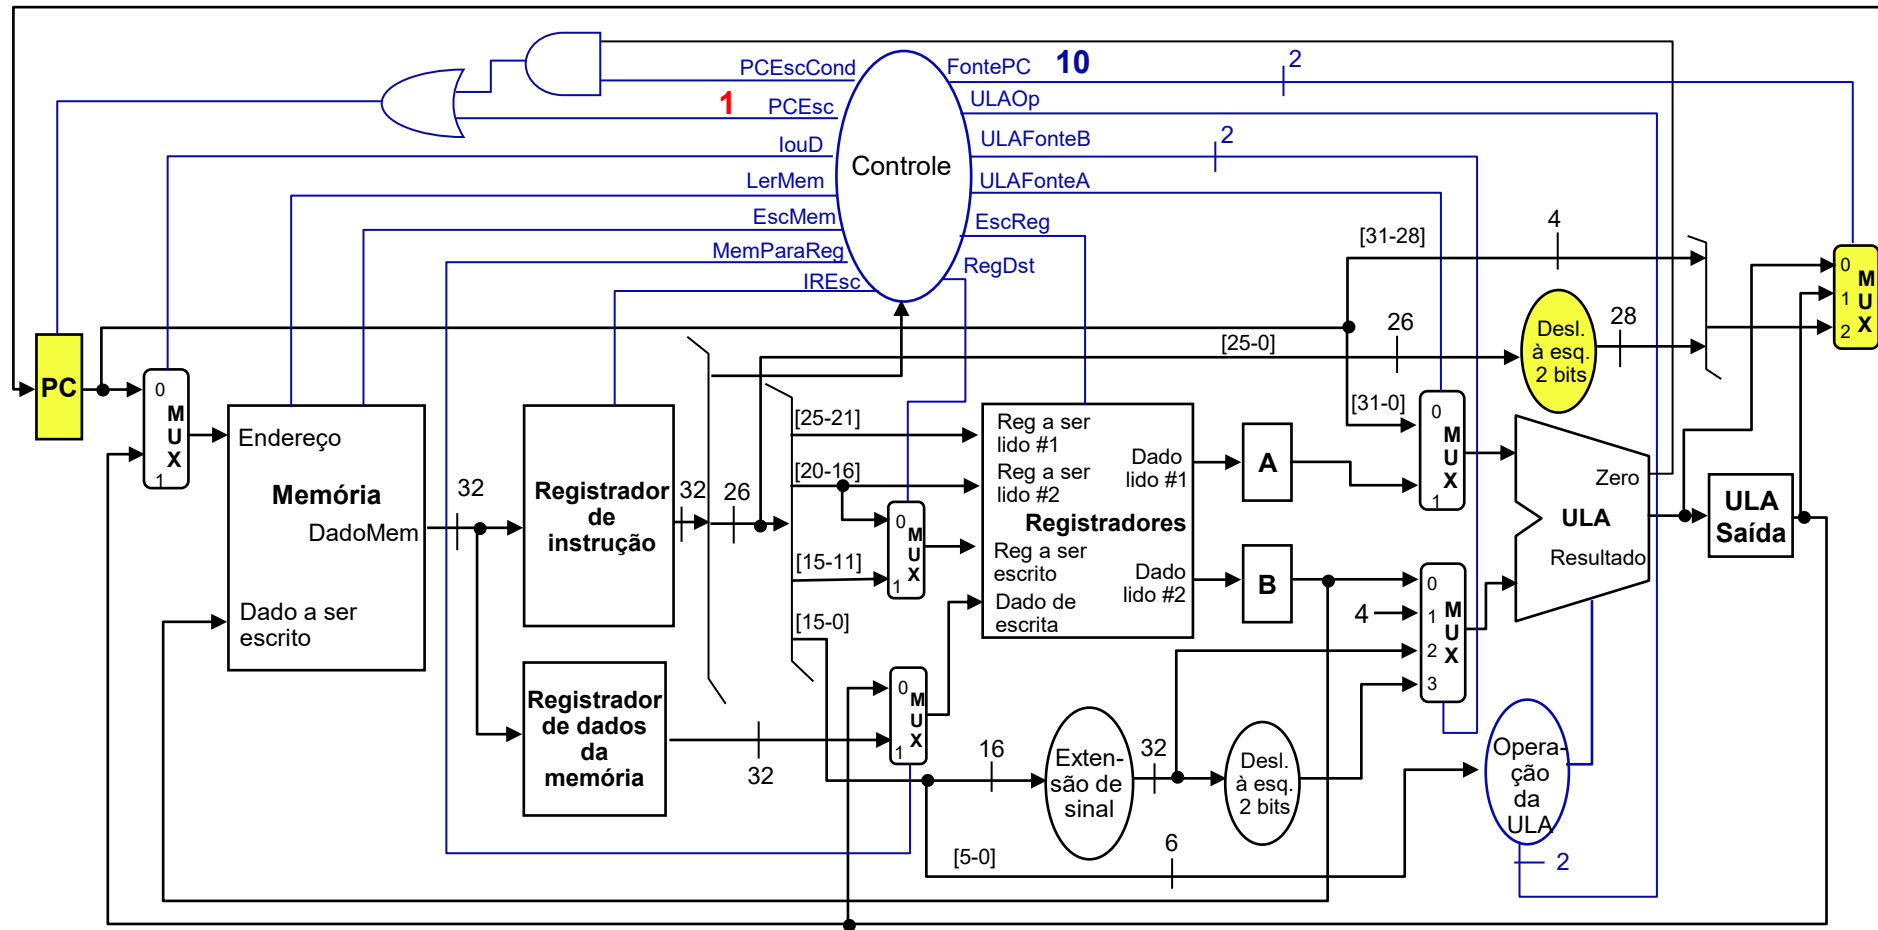 PCEscCond
FontePC
10
2
1
PCEsc
ULAOp
IouD
ULAFonteB
2
Controle
LerMem
ULAFonteA
EscMem
EscReg
MemParaReg
RegDst
IREsc
[31-28]
4
0
M
1
U
2
X
PC
26
28
[25-0]
Desl.
à esq.
2 bits
0
M
U
X
1
Endereço
Memória
DadoMem
Dado a ser
escrito
32
Registrador
de
instrução
32
26
[25-21]
[20-16]
[15-11]
[15-0]
0
M
U
X
1
Reg a ser
lido #1
Reg a ser
lido #2
Registradores
Reg a ser
escrito
Dado de
escrita
Dado
lido #1
Dado
lido #2
A
B
[31-0]
0
M
U
X
1
4
0
1
M
U
2
X
3
Zero
ULA
Resultado
ULA
Saída
Registrador
de dados
da
memória
32
0
M
U
X
1
16
Exten-
são de
sinal
32
Desl.
à esq.
2 bits
Opera-
ção
da
ULA
[5-0]
6
2